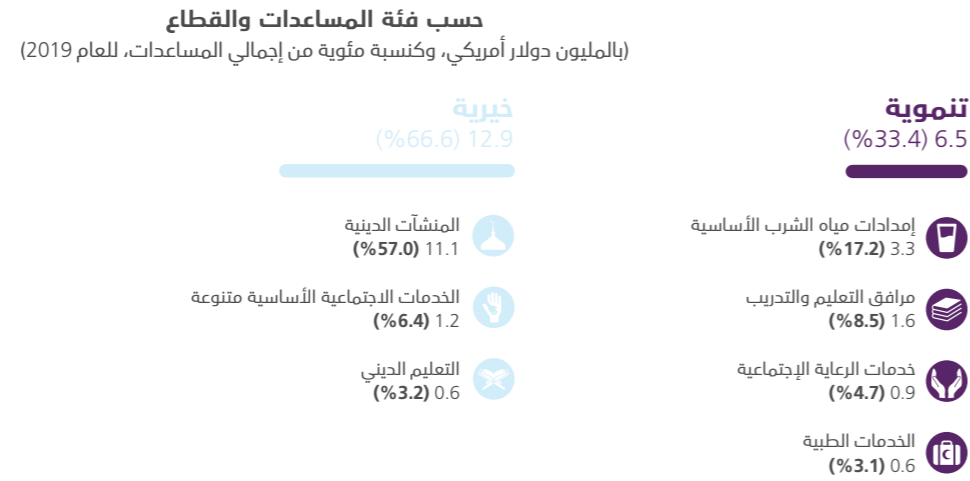 حسب فئة المساعدات والقطاع
(بالمليون دولار أمريكي، وكنسبة مئوية من إجمالي المساعدات، للعام 2019)
تنموية
6.5 (%33.4)
إمدادات مياه الشرب الأساسية
3.3 (%17.2)
مرافق التعليم والتدريب
1.6 (%8.5)
خدمات الرعاية الإجتماعية
0.9 (%4.7)
الخدمات الطبية
0.6 (%3.1)
خيرية
12.9 (%66.6)
المنشآت الدينية
11.1 (%57.0)
الخدمات الاجتماعية الأساسية متنوعة
1.2 (%6.4)
التعليم الديني
0.6 (%3.2)